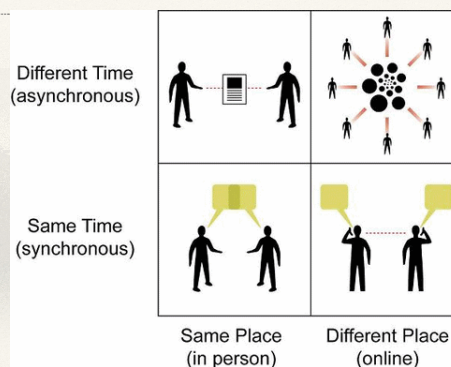 Different Time
(asynchronous)
Same Time
(synchronous)
Same Place
(in person)
Different Place
(online)